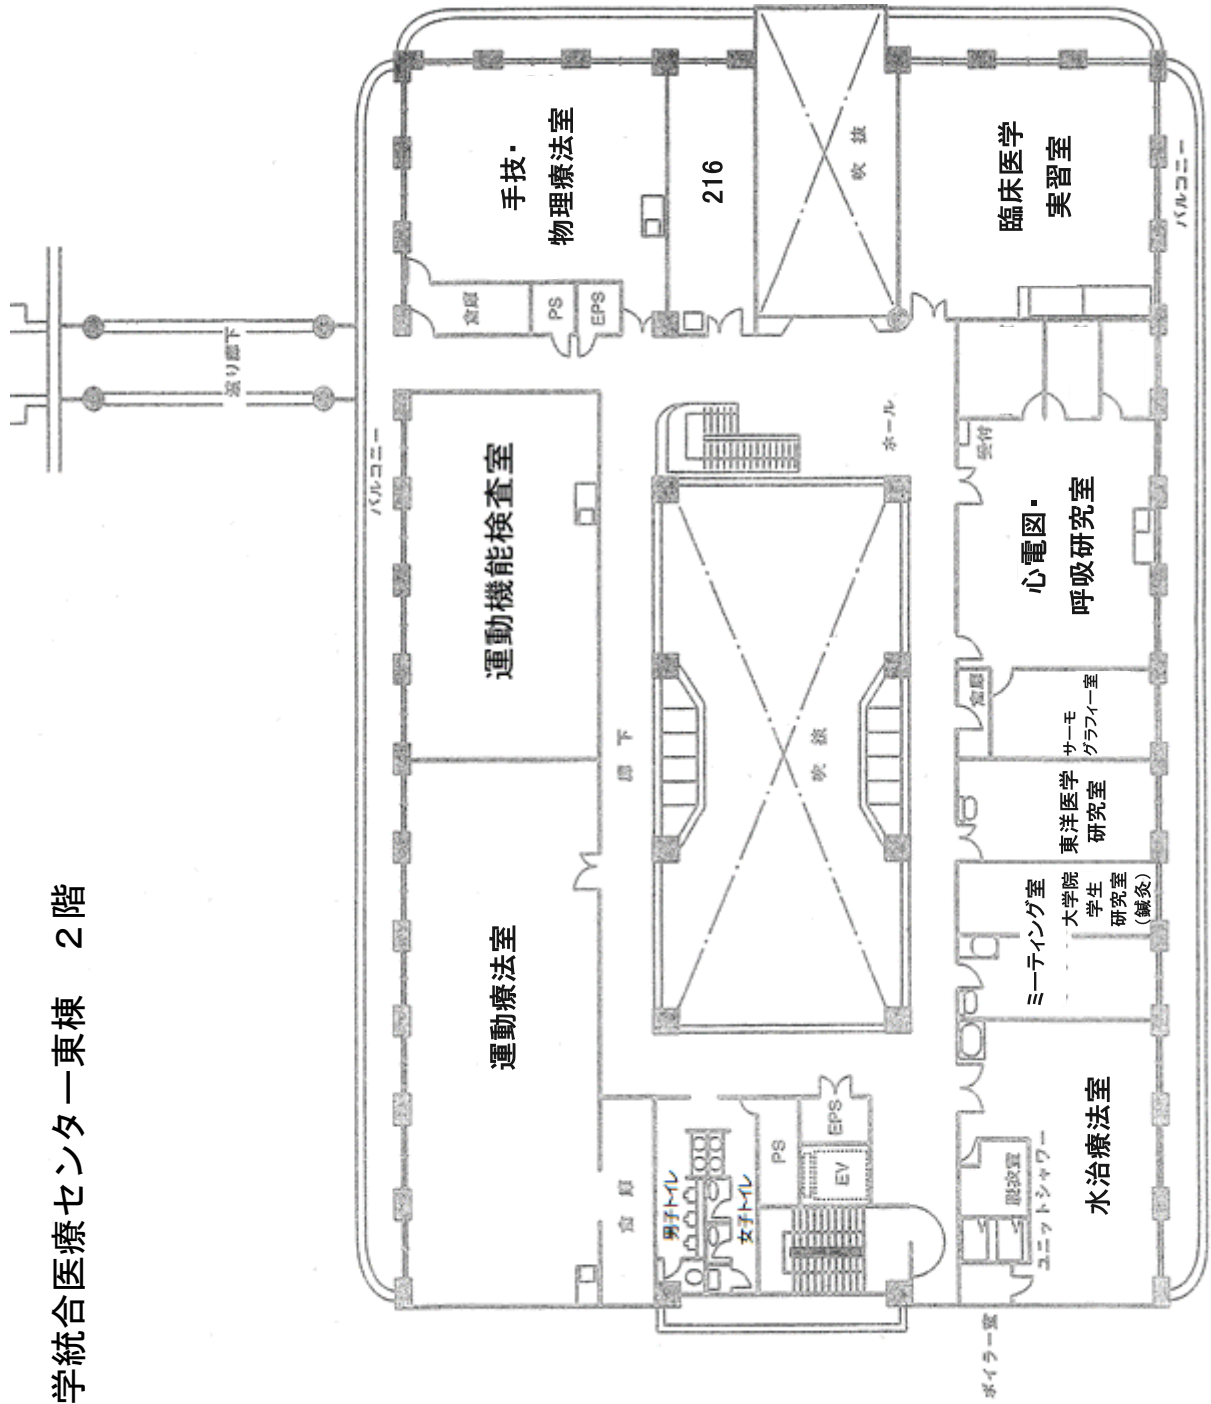 学統合医療センター東棟　２階
渡り廊下
バルコニー
手技・
物理療法室
216
吹抜
臨床医学
実習室
バルコニー
倉庫
PS
EPS
運動機能検査室
ホール
受付
心電図・
呼吸研究室
廊下
吹抜
倉庫
サーモ
グラフィー室
東洋医学
研究室
運動療法室
ミーティング室
大学院
学生
研究室
（鍼灸）
倉庫
男子トイレ
女子トイレ
PS
EPS
EV
脱衣室
ユニットシャワー
水治療法室
ボイラー室